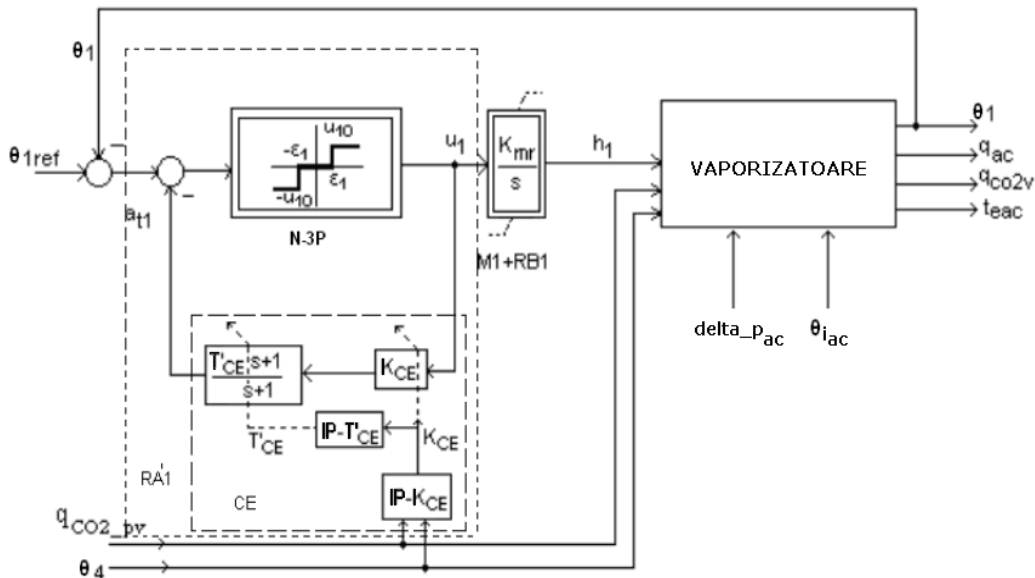 θ1
θ1ref
a t1
u10
-ε1
ε1
-u10
N-3P
u1
Kmr
s
M1+RB1
h1
VAPORIZATOARE
θ1
qac
qco2v
teac
delta_pac
θiac
T'CE s+1
s+1
KCE
IP-T'CE
T'CE
KCE
IP-KCE
RA'1
CE
qCO2_pv
θ4